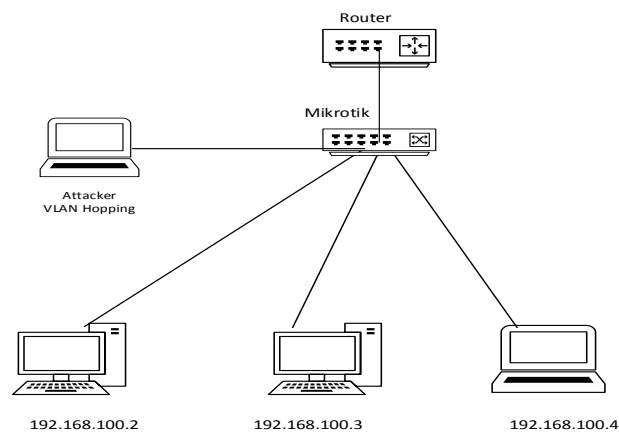 Router
Mikrotik
Attacker
VLAN Hopping
192.168.100.2
192.168.100.3
192.168.100.4